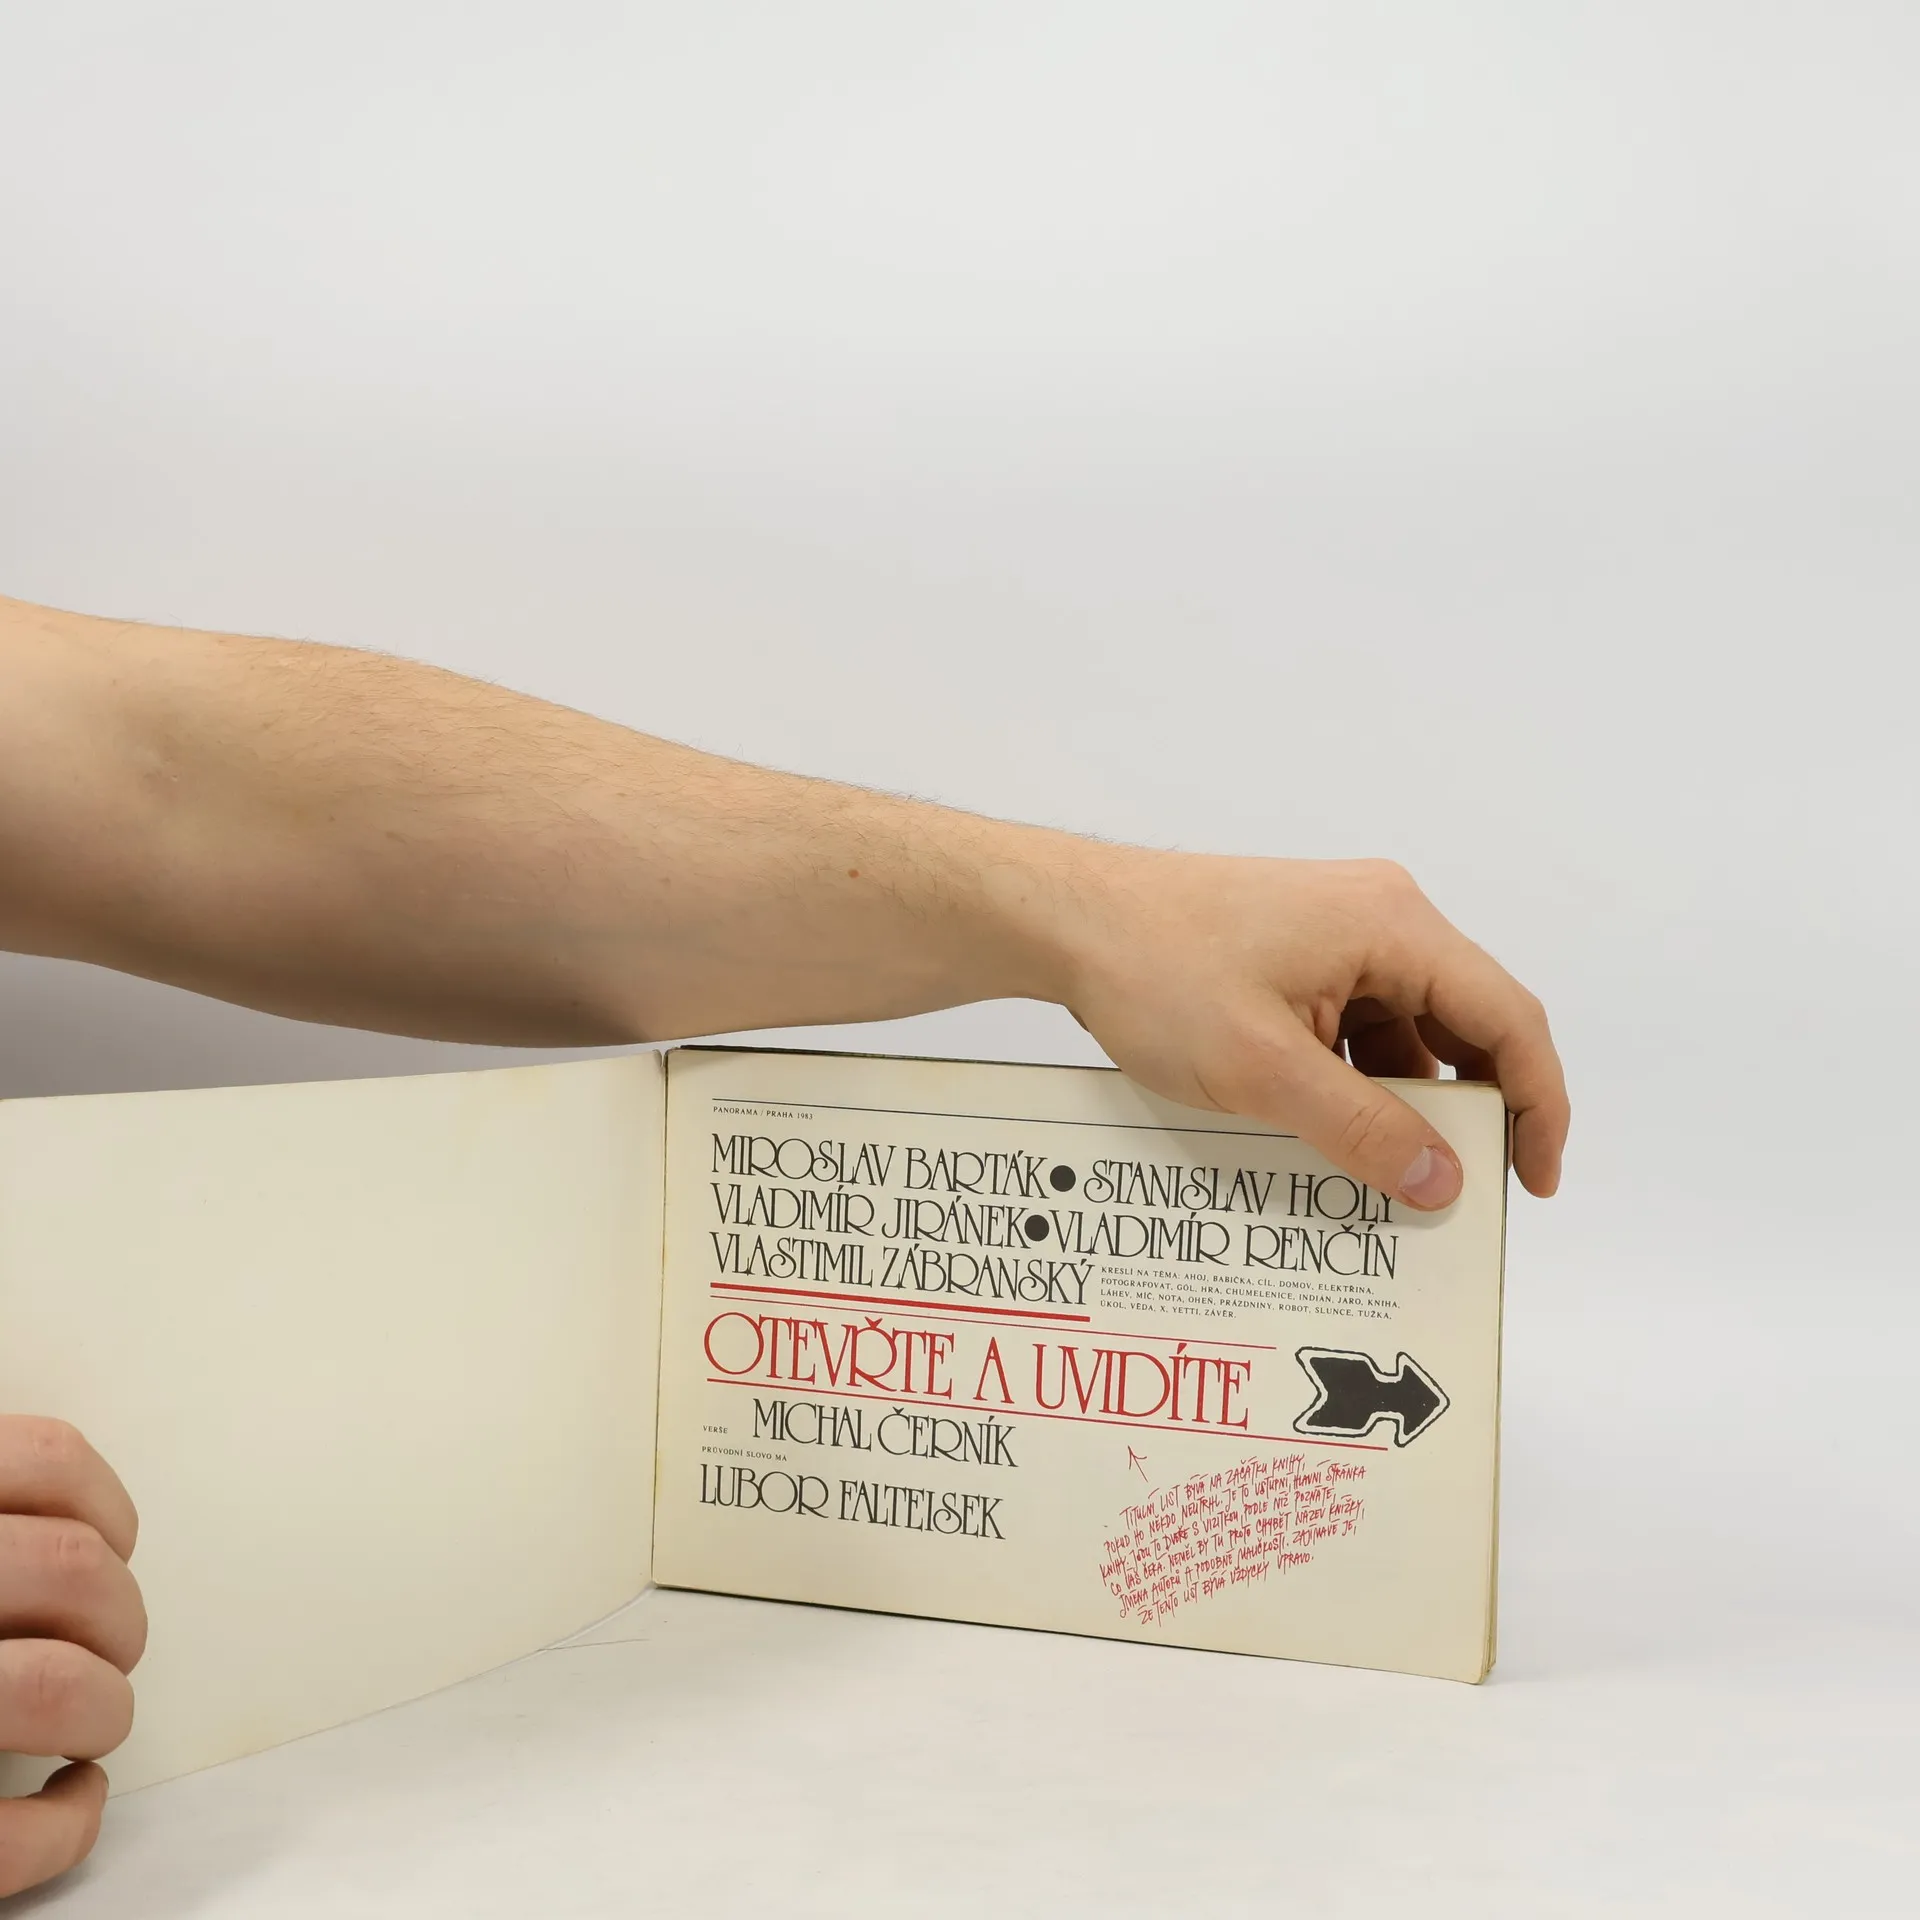 PANORAMA / PRAHA 1983
MIROSLAV BARTÁK ● STANISLAV HOLÝ
VLADIMÍR JIRÁNEK ● VLADIMÍR RENČÍN
VLASTIMIL ZÁBRANSKÝ
KRESLÍ NA TÉMA: AHOJ, BABIČKA, CÍL, DOMOV, ELEKTŘINA,
FOTOGRAFOVAT, GÓL, HRA, CHUMELENICE, INDIÁN, JARO, KNIHA,
LÁHEV, MÍČ, NOTA, OHEŇ, PRÁZDNINY, ROBOT, SLUNCE, TUŽKA,
ÚKOL, VĚDA, X, YETTI, ZÁVĚR.
OTEVŘTE A UVIDÍTE
VERŠE MICHAL ČERNÍK
PRŮVODNÍ SLOVO MÁ
LUBOR FALTEISEK
TITULNÍ LIST BÝVÁ NA ZAČÁTKU KNIHY,
POKUD HO NĚKDO NEUTRHL. JE TO VSTUPNÍ, HLAVNÍ STRÁNKA
KNIHY. JSOU TO DVEŘE S VIZITKOU, PODLE NÍŽ POZNÁTE,
CO VÁS ČEKÁ. NEMĚL BY TU PROTO CHYBĚT NÁZEV KNÍŽKY,
JMÉNA AUTORŮ A PODOBNÉ MALIČKOSTI. ZAJÍMAVÉ JE,
ŽE TENTO LIST BÝVÁ VŽDYCKY VPRAVO.